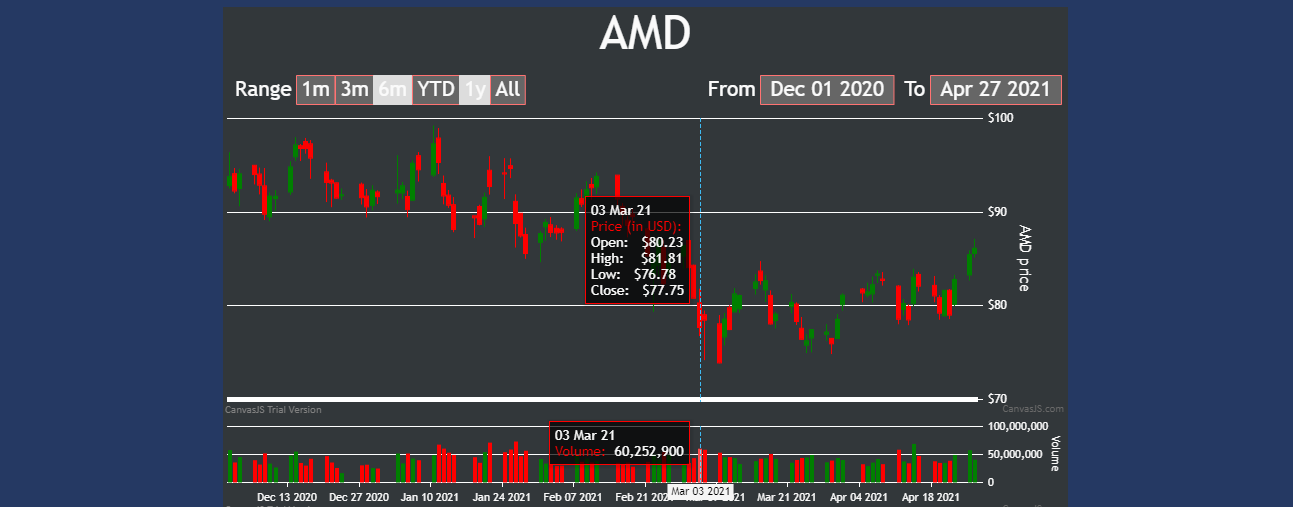 AMD
Range 1m 3m 6m YTD 1y All From Dec 01 2020 To Apr 27 2021
$100
03 Mar 21
Price (in USD):
Open: $80.23
High: $81.81
Low: $76.78
Close: $77.75
$90
AMD price
$80
$70
CanvasJS Trial Version CanvasJS.com
03 Mar 21
Volume: 60,252,900
100,000,000
50,000,000
0
Volume
Dec 13 2020 Dec 27 2020 Jan 10 2021 Jan 24 2021 Feb 07 2021 Feb 21 Mar 03 2021 2021 Mar 21 2021 Apr 04 2021 Apr 18 2021